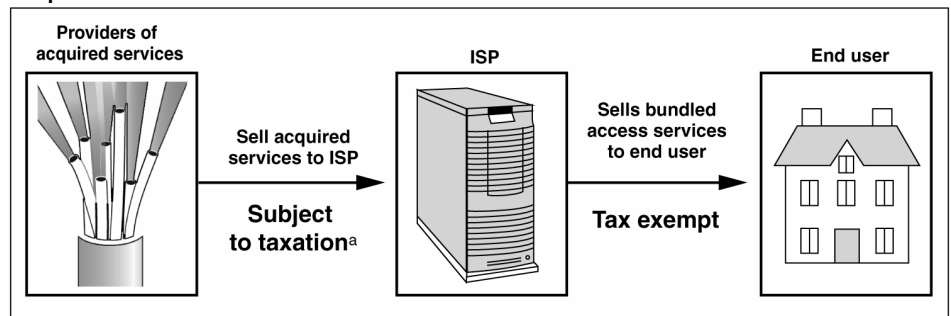 Providers of
acquired services
ISP
End user
Sell acquired
services to ISP
Sells bundled
access services
to end user
Subject
to taxationᵃ
Tax exempt